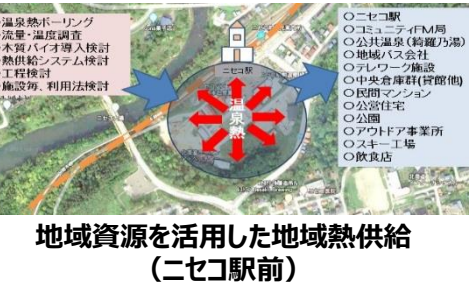 温泉熱ボーリング
流量・温度調査
木質バイオ導入検討
熱供給システム検討
工程検討
施設毎、利用法検討
ニセコ駅
温泉熱
○ニセコ駅
○コミュニティFM局
○公共温泉(綺羅乃湯)
○地域バス会社
○テレワーク施設
○中央倉庫群(貸館他)
○民間マンション
○公営住宅
○公園
○アウトドア事業所
○スキー工場
○飲食店
地域資源を活用した地域熱供給
(ニセコ駅前)